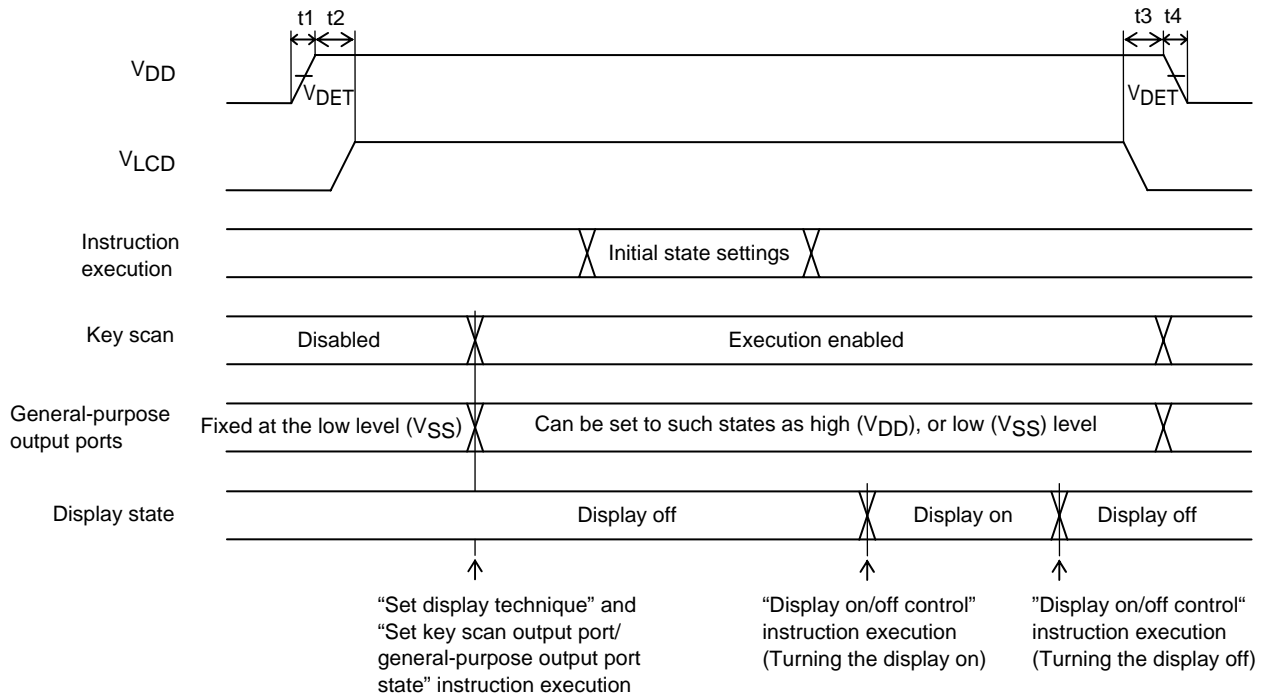 t1 t2 t3 t4
VDD
VDET VDET
VLCD
Instruction
execution
Initial state settings
Key scan
Disabled Execution enabled
General-purpose
output ports
Fixed at the low level (VSS) Can be set to such states as high (VDD), or low (VSS) level
Display state
Display off Display on Display off
“Set display technique” and
“Set key scan output port/
general-purpose output port
state” instruction execution
“Display on/off control”
instruction execution
(Turning the display on)
”Display on/off control“
instruction execution
(Turning the display off)